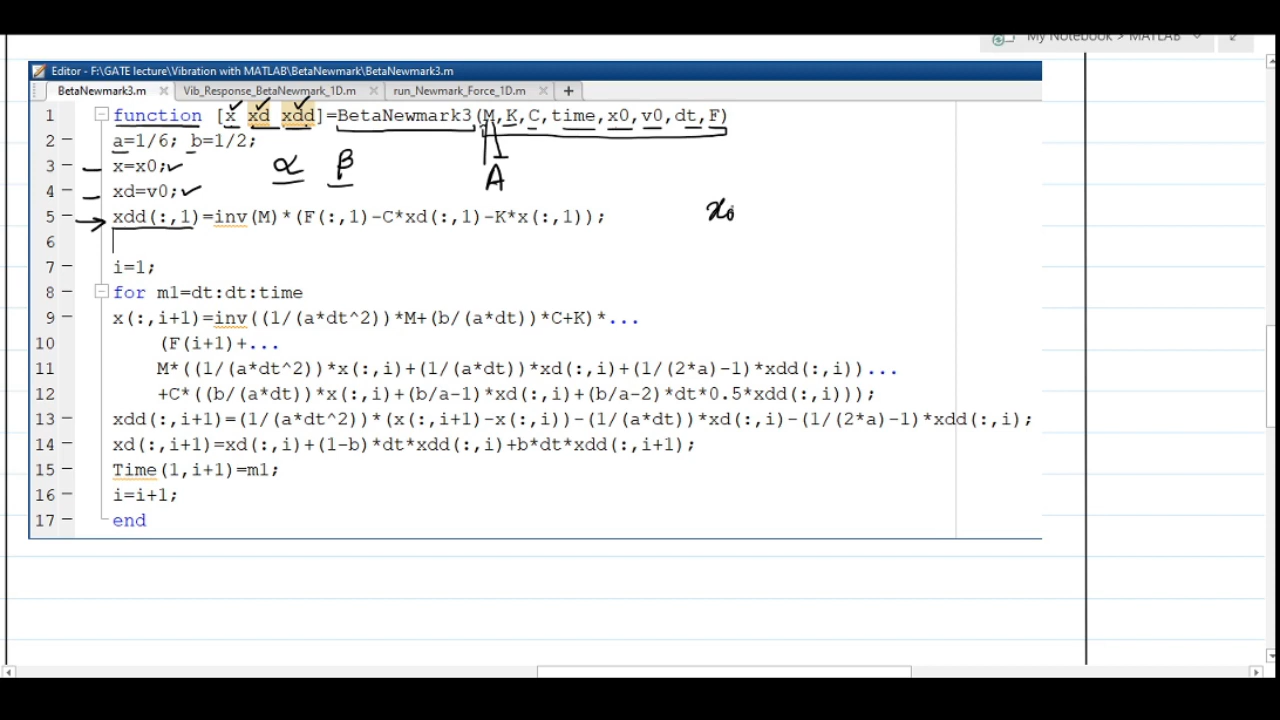 My Notebook > MATLAB
Editor - F:\GATE lecture\Vibration with MATLAB\BetaNewmark\BetaNewmark3.m
BetaNewmark3.m × Vib_Response_BetaNewmark_1D.m × run_Newmark_Force_1D.m × +
1 function [x xd xdd]=BetaNewmark3(M,K,C,time,x0,v0,dt,F)
2 a=1/6; b=1/2;
3 x=x0;
α β
A
4 xd=v0;
5 xdd(:,1)=inv(M)*(F(:,1)-C*xd(:,1)-K*x(:,1));
x₀
6
7 i=1;
8 for m1=dt:dt:time
9 x(:,i+1)=inv((1/(a*dt^2))*M+(b/(a*dt))*C+K)*...
10 (F(i+1)+...
11 M*((1/(a*dt^2))*x(:,i)+(1/(a*dt))*xd(:,i)+(1/(2*a)-1)*xdd(:,i))...
12 +C*((b/(a*dt))*x(:,i)+(b/a-1)*xd(:,i)+(b/a-2)*dt*0.5*xdd(:,i)));
13 xdd(:,i+1)=(1/(a*dt^2))*(x(:,i+1)-x(:,i))-(1/(a*dt))*xd(:,i)-(1/(2*a)-1)*xdd(:,i);
14 xd(:,i+1)=xd(:,i)+(1-b)*dt*xdd(:,i)+b*dt*xdd(:,i+1);
15 Time(1,i+1)=m1;
16 i=i+1;
17 end